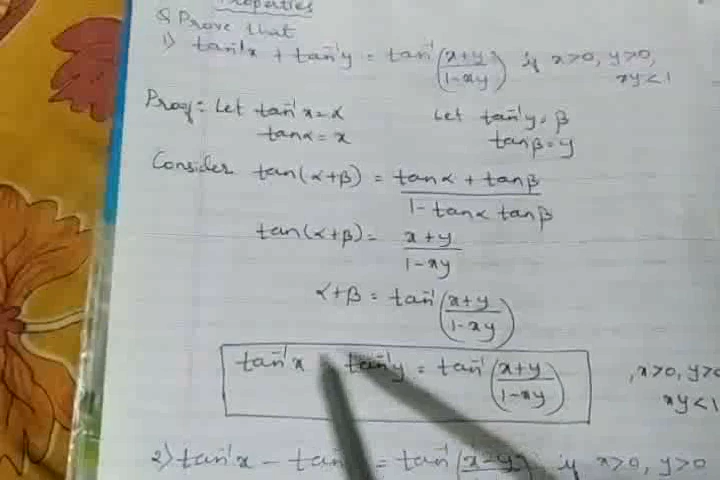 Properties
Q Prove that
1) tan⁻¹x + tan⁻¹y = tan⁻¹(x+y/1-xy) if x>0, y>0, xy<1
Proof = Let tan⁻¹x = α Let tan⁻¹y = β
tanα = x tanβ = y
Consider tan(α+β) = tanα + tanβ/1- tanα tanβ
tan(α+β) = x+y/1-xy
α+β = tan⁻¹(x+y/1-xy)
tan⁻¹x tan⁻¹y = tan⁻¹(x+y/1-xy) , x>0, y>0 xy<1
2) tan⁻¹x - tan = tan⁻¹(x-y if x>0, y>0